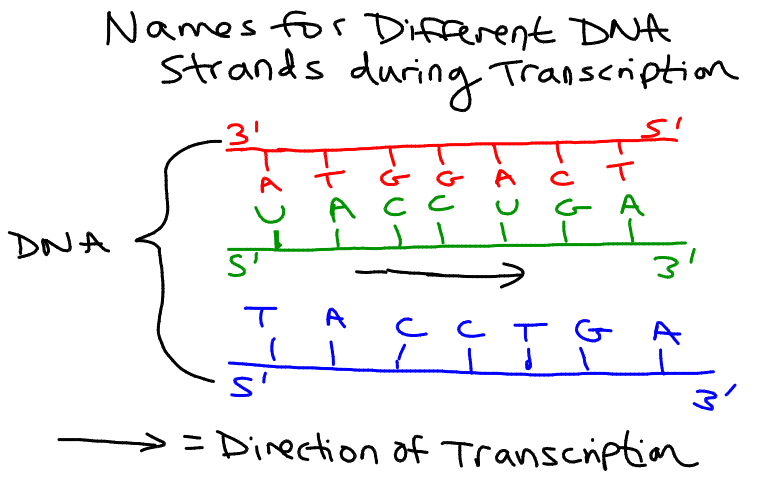 Names for Different DNA
Strands during Transcription
3' 5'
A T G G A C T
U A C C U G A
DNA
5' 3'
T A C C T G A
5' 3'
= Direction of Transcription